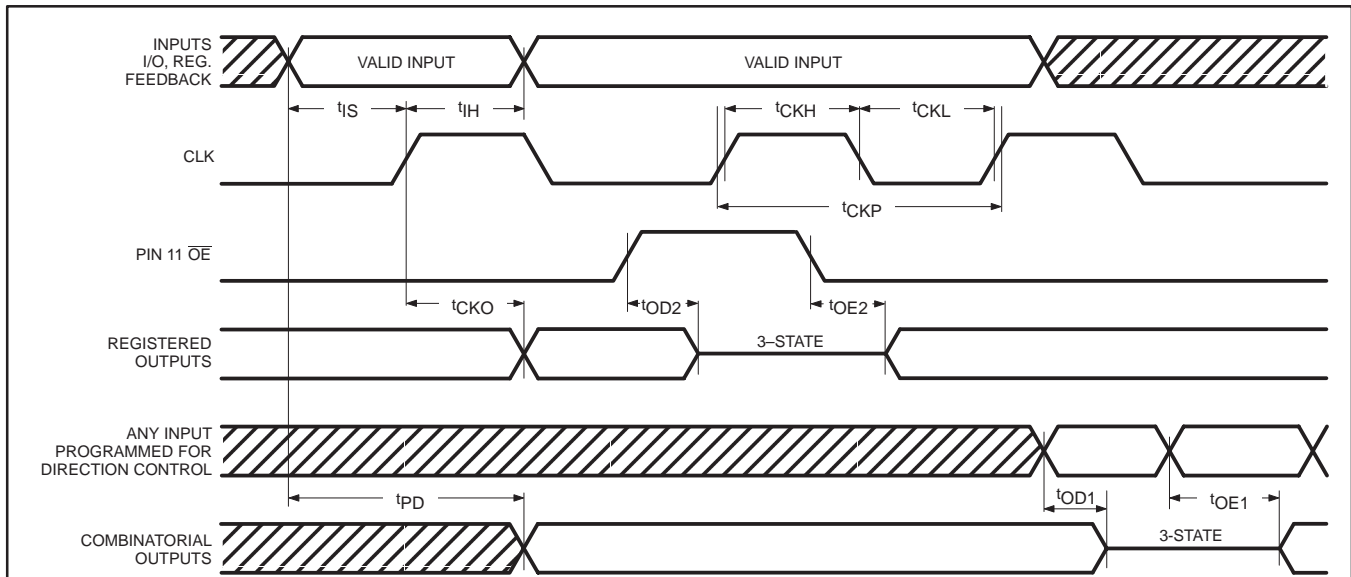 INPUTS
I/O, REG.
FEEDBACK
VALID INPUT
VALID INPUT
tIS
tIH
tCKH
tCKL
CLK
tCKP
PIN 11 O̅E̅
tCKO
tOD2
tOE2
REGISTERED
OUTPUTS
3–STATE
ANY INPUT
PROGRAMMED FOR
DIRECTION CONTROL
tPD
tOD1
tOE1
COMBINATORIAL
OUTPUTS
3-STATE